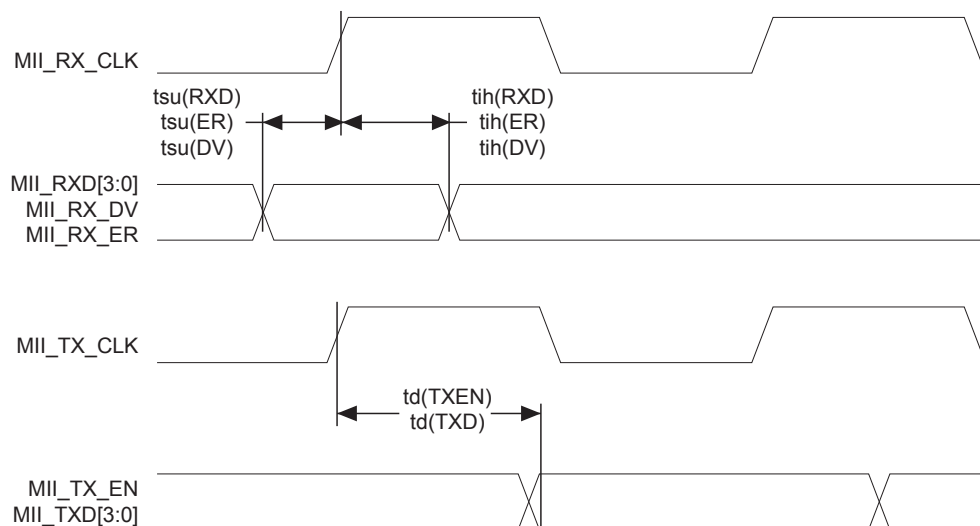 MII_RX_CLK
tsu(RXD)
tsu(ER)
tsu(DV)
tih(RXD)
tih(ER)
tih(DV)
MII_RXD[3:0]
MII_RX_DV
MII_RX_ER
MII_TX_CLK
td(TXEN)
td(TXD)
MII_TX_EN
MII_TXD[3:0]